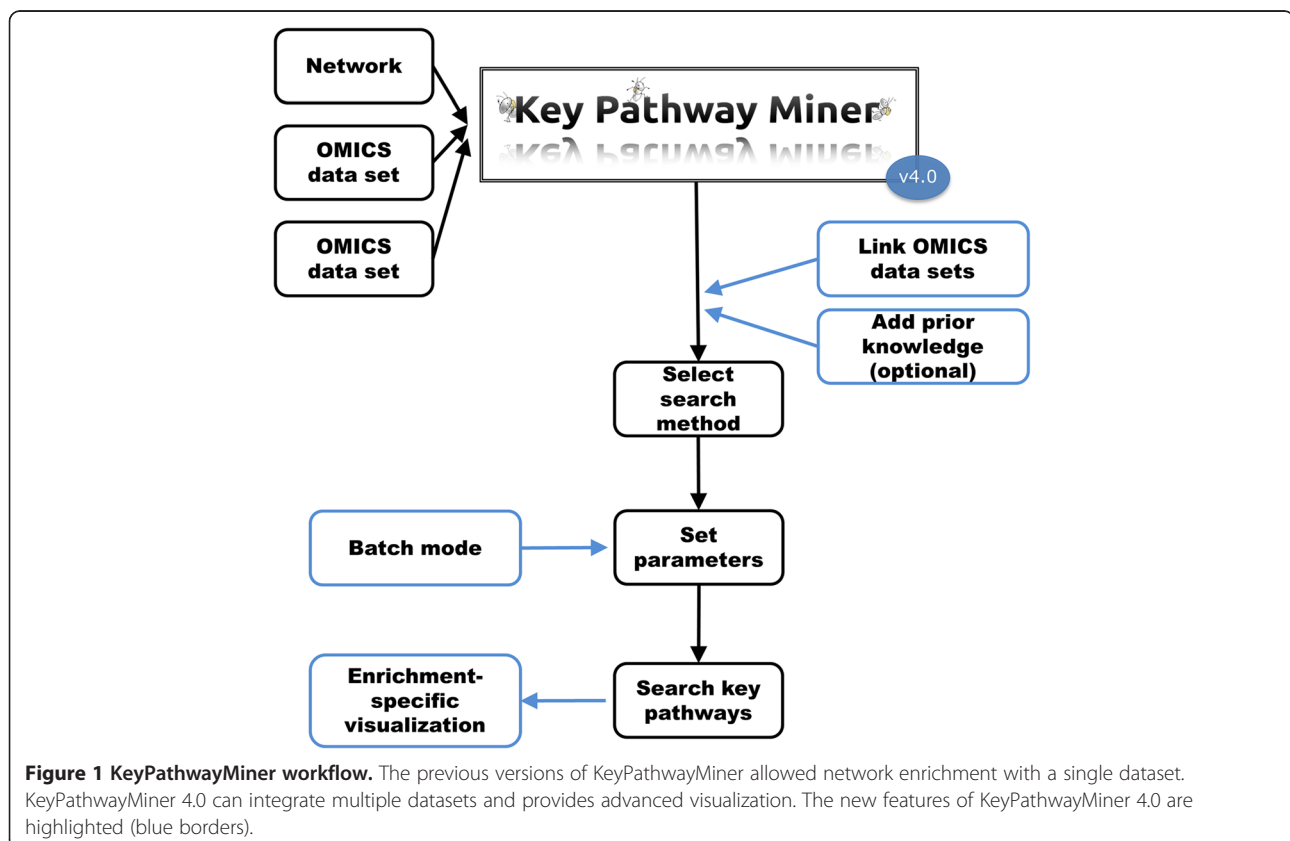 Network
OMICS
data set
OMICS
data set
Key Pathway Miner
v4.0
Link OMICS
data sets
Add prior
knowledge
(optional)
Select
search
method
Batch mode
Set
parameters
Enrichment-
specific
visualization
Search key
pathways
Figure 1 KeyPathwayMiner workflow. The previous versions of KeyPathwayMiner allowed network enrichment with a single dataset.
KeyPathwayMiner 4.0 can integrate multiple datasets and provides advanced visualization. The new features of KeyPathwayMiner 4.0 are
highlighted (blue borders).